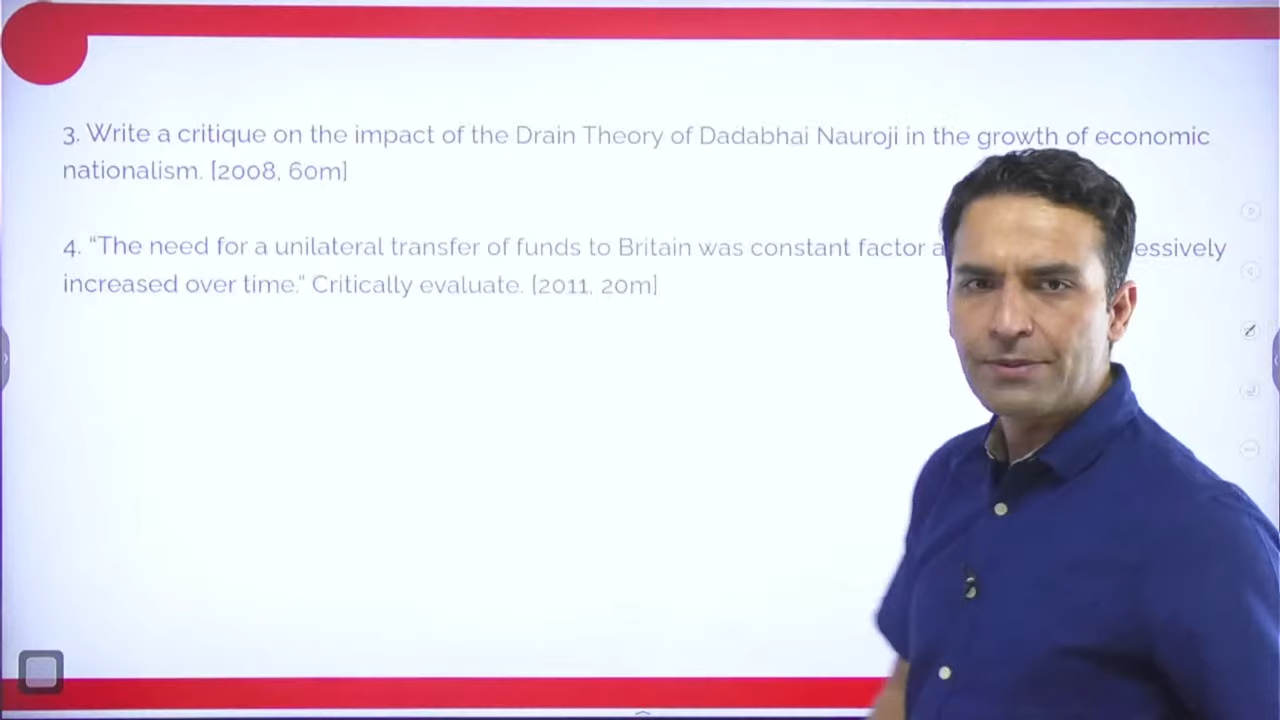 3. Write a critique on the impact of the Drain Theory of Dadabhai Nauroji in the growth of economic
nationalism. [2008, 60m]
4. “The need for a unilateral transfer of funds to Britain was constant factor a essively
increased over time.” Critically evaluate. [2011, 20m]